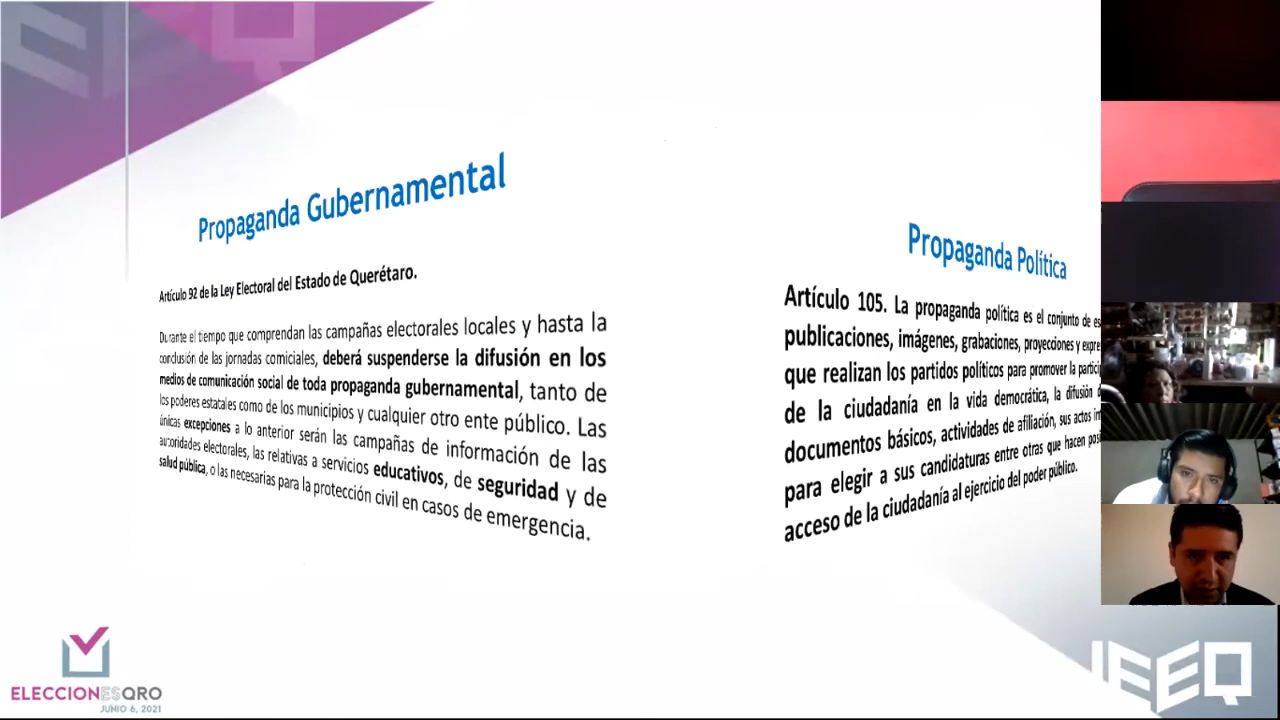 Propaganda Gubernamental
Artículo 92 de la Ley Electoral del Estado de Querétaro.
Durante el tiempo que comprendan las campañas electorales locales y hasta la
conclusión de las jornadas comiciales, deberá suspenderse la difusión en los
medios de comunicación social de toda propaganda gubernamental, tanto de
los poderes estatales como de los municipios y cualquier otro ente público. Las
únicas excepciones a lo anterior serán las campañas de información de las
autoridades electorales, las relativas a servicios educativos, de seguridad y de
salud pública, o las necesarias para la protección civil en casos de emergencia.
Propaganda Política
Artículo 105. La propaganda política es el conjunto de es
publicaciones, imágenes, grabaciones, proyecciones y expre
que realizan los partidos políticos para promover la partici
de la ciudadanía en la vida democrática, la difusión
documentos básicos, actividades de afiliación, sus actos in
para elegir a sus candidaturas entre otras que hacen posi
acceso de la ciudadanía al ejercicio del poder público.
ELECCIONESQRO
JUNIO 6, 2021
IEEQ